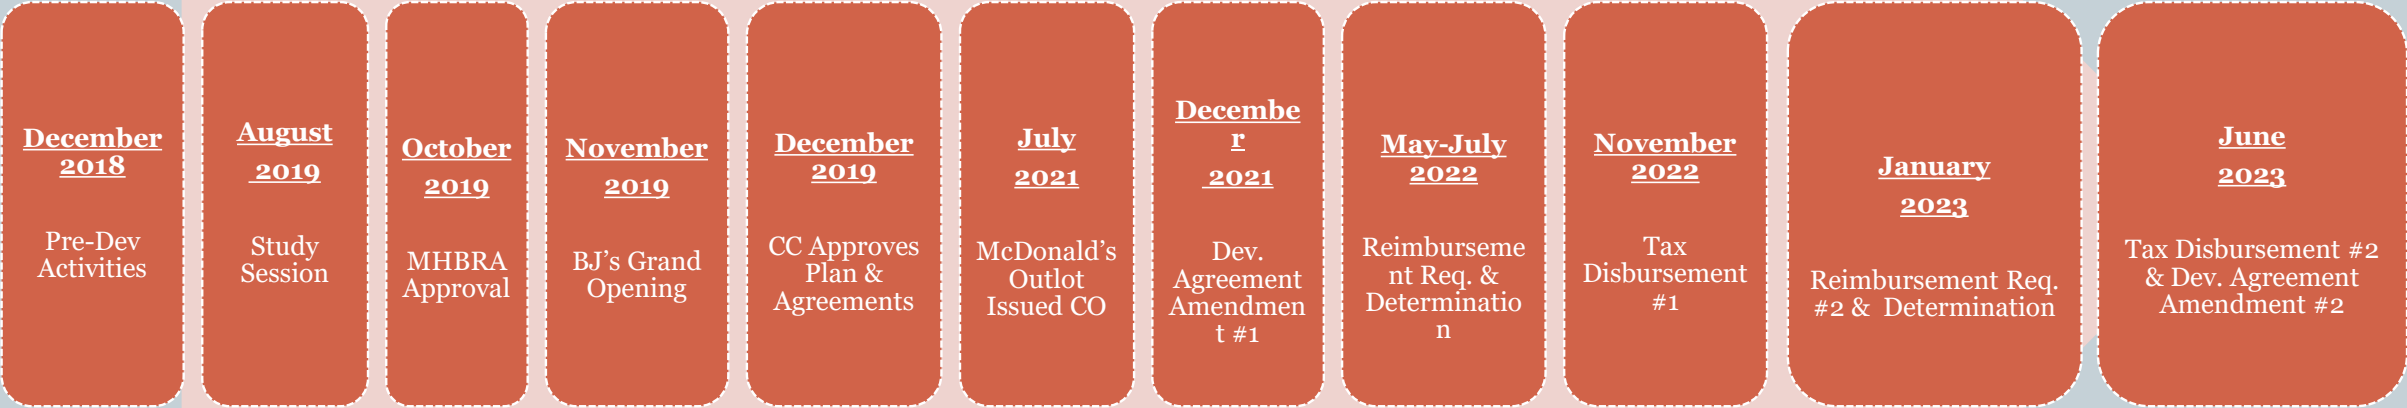 December
2018
Pre-Dev
Activities
August
2019
Study
Session
October
2019
MHBRA
Approval
November
2019
BJ’s Grand
Opening
December
2019
CC Approves
Plan &
Agreements
July
2021
McDonald’s
Outlot
Issued CO
Decembe
r
2021
Dev.
Agreement
Amendmen
t #1
May-July
2022
Reimburseme
nt Req. &
Determinatio
n
November
2022
Tax
Disbursement
#1
January
2023
Reimbursement Req.
#2 & Determination
June
2023
Tax Disbursement #2
& Dev. Agreement
Amendment #2